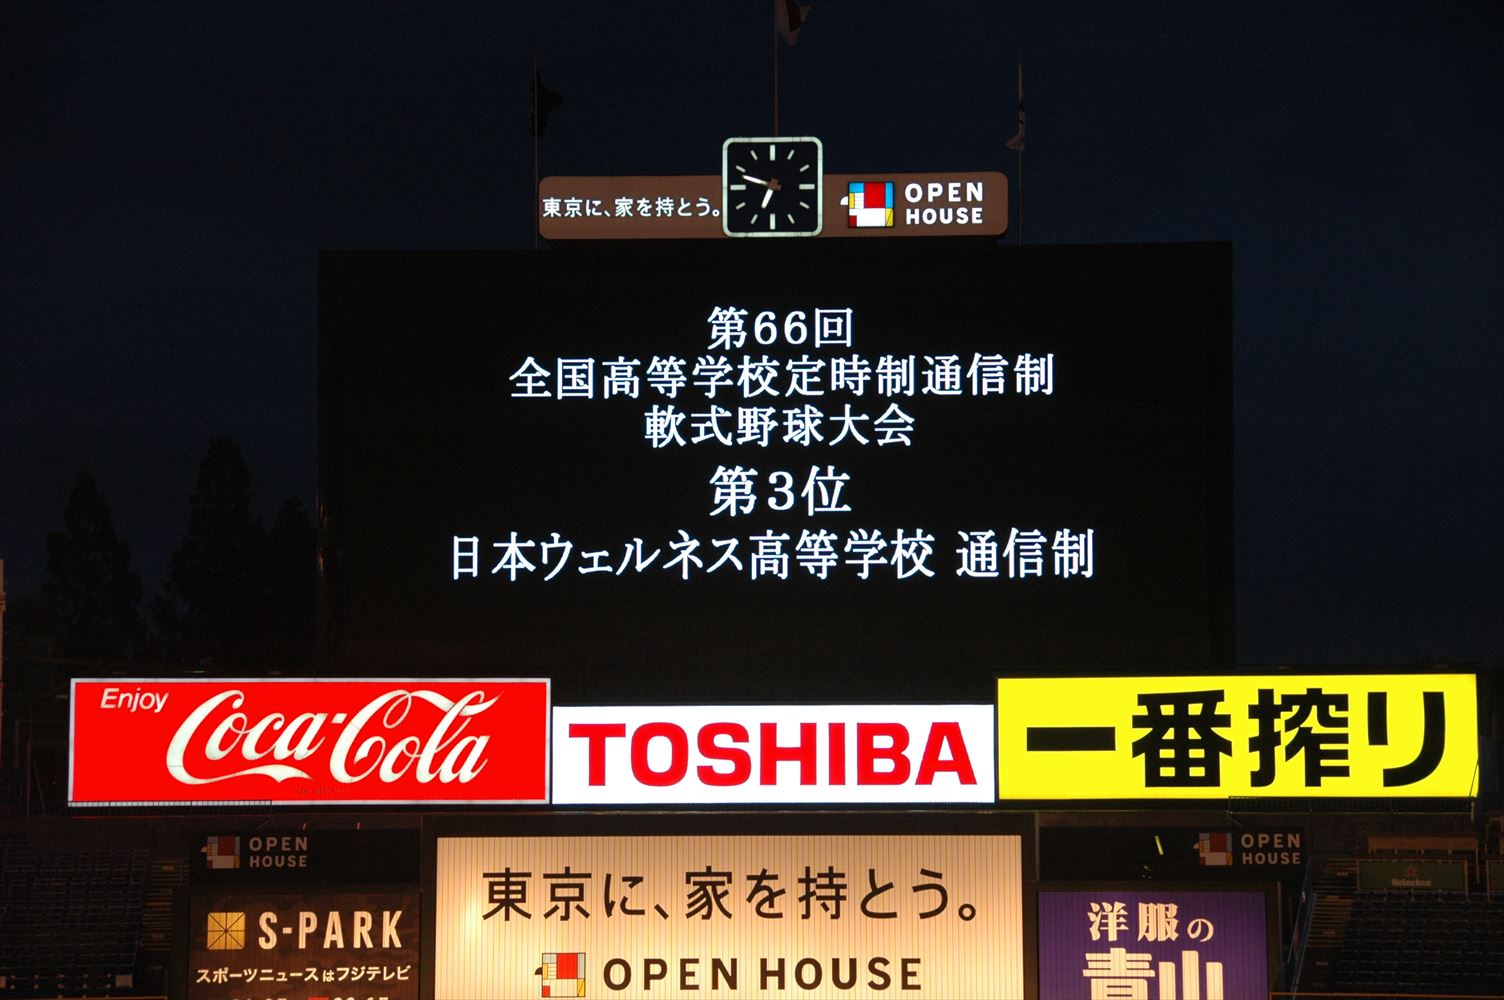 東京に、家を持とう。
OPEN
HOUSE
第66回
全国高等学校定時制通信制
軟式野球大会
第3位
日本ウェルネス高等学校 通信制
Enjoy
Coca-Cola
TOSHIBA
一番搾り
OPEN
HOUSE
OPEN
HOUSE
東京に、家を持とう。
OPEN HOUSE
S-PARK
スポーツニュースはフジテレビ
洋服の
青山
Heineken